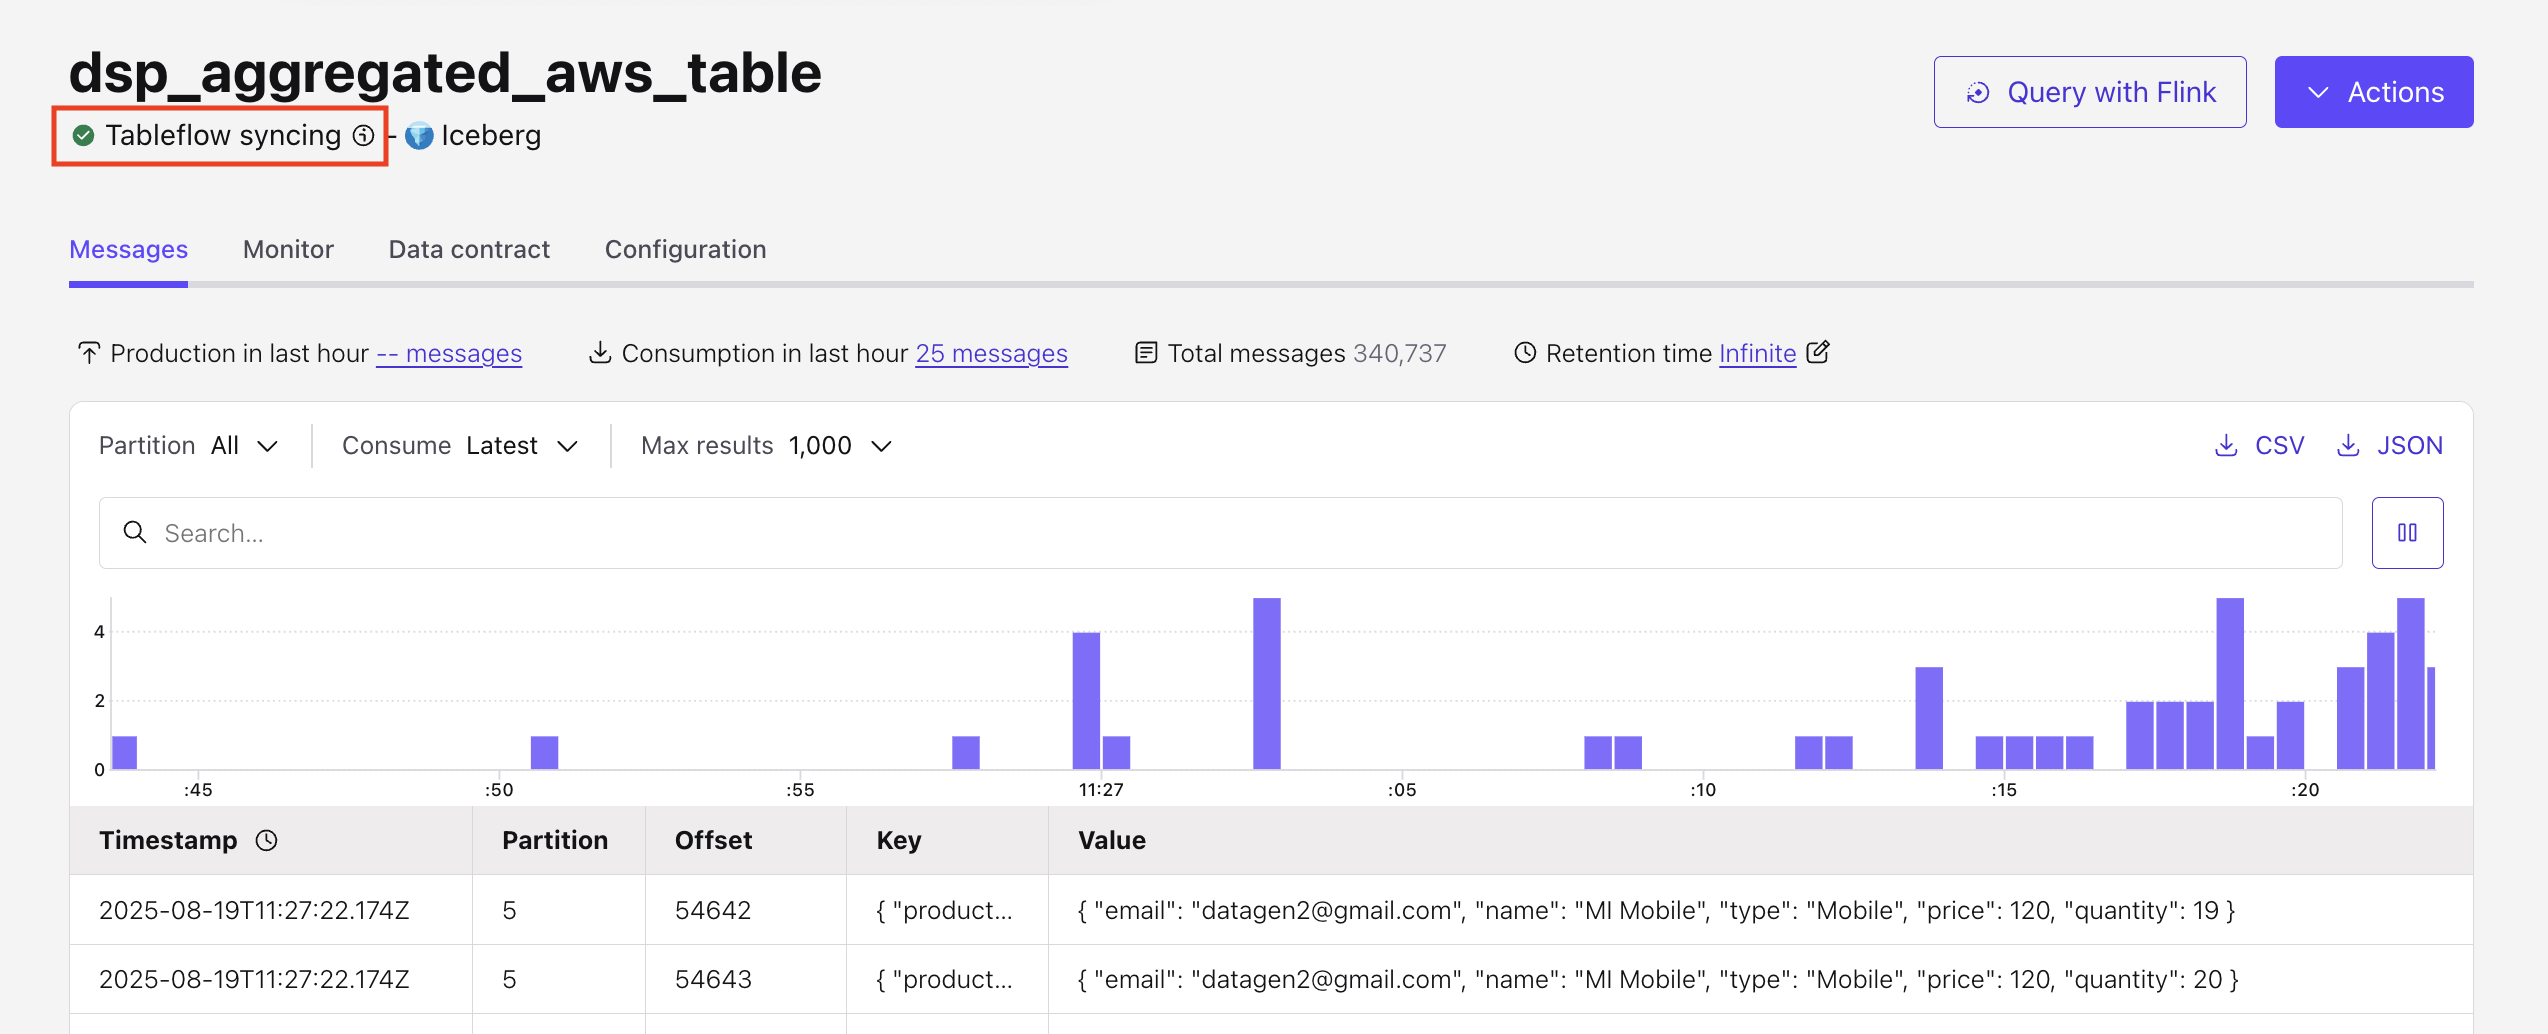 dsp_aggregated_aws_table
Query with Flink
Actions
Tableflow syncing - Iceberg
Messages Monitor Data contract Configuration
Production in last hour -- messages Consumption in last hour 25 messages Total messages 340,737 Retention time Infinite
Partition All Consume Latest Max results 1,000 CSV JSON
Search...
4
2
0
:45 :50 :55 11:27 :05 :10 :15 :20
Timestamp Partition Offset Key Value
2025-08-19T11:27:22.174Z 5 54642 { "product... { "email": "datagen2@gmail.com", "name": "MI Mobile", "type": "Mobile", "price": 120, "quantity": 19 }
2025-08-19T11:27:22.174Z 5 54643 { "product... { "email": "datagen2@gmail.com", "name": "MI Mobile", "type": "Mobile", "price": 120, "quantity": 20 }